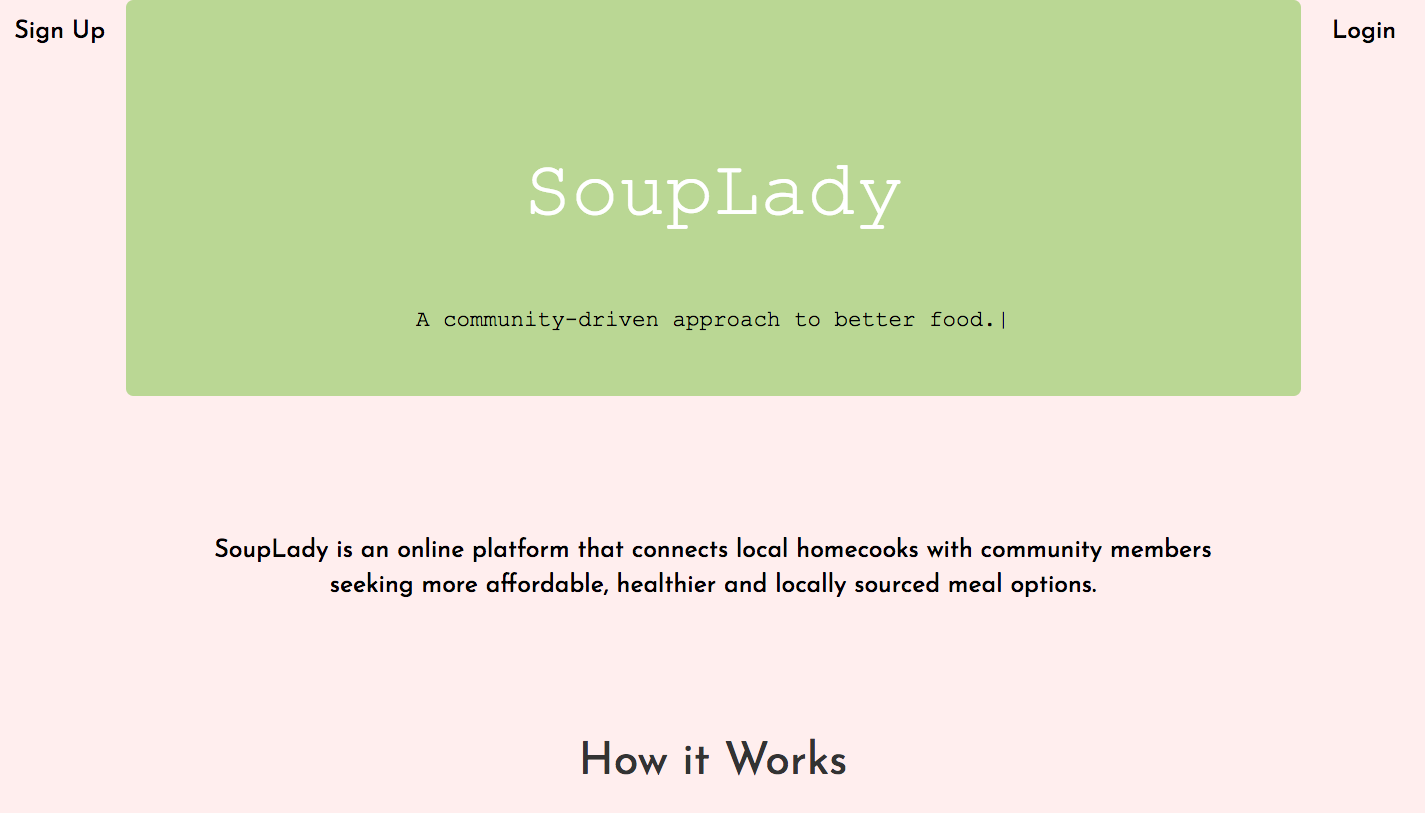 Sign Up
Login
SoupLady
A community-driven approach to better food.|
SoupLady is an online platform that connects local homecooks with community members
seeking more affordable, healthier and locally sourced meal options.
How it Works